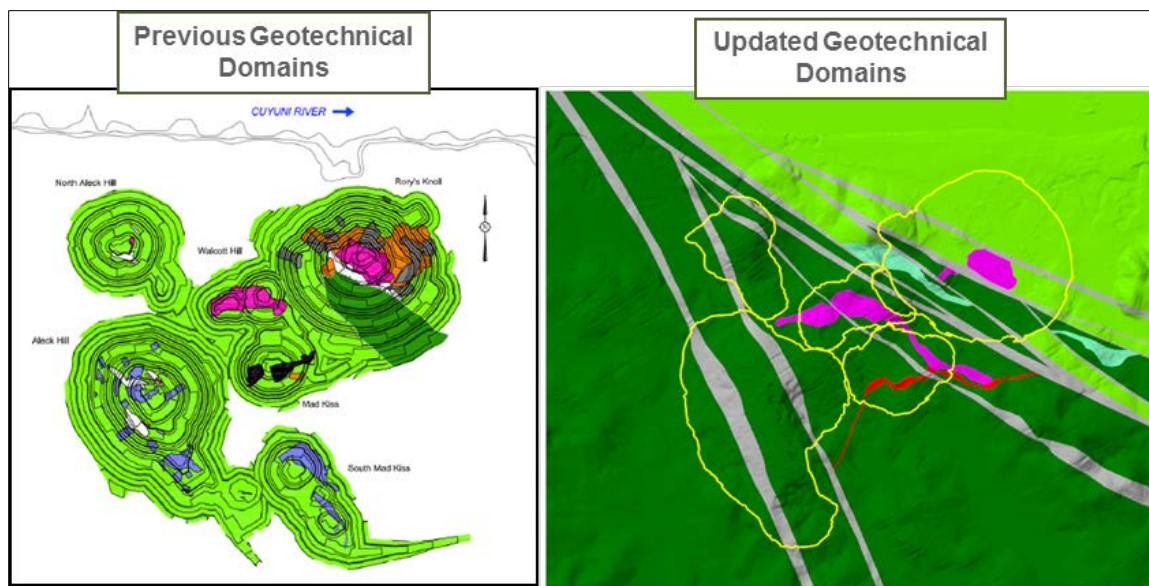 Previous Geotechnical
Domains
Updated Geotechnical
Domains
CUYUNI RIVER
North Aleck Hill
Rory's Knoll
Walcott Hill
Aleck Hill
Mad Kiss
South Mad Kiss